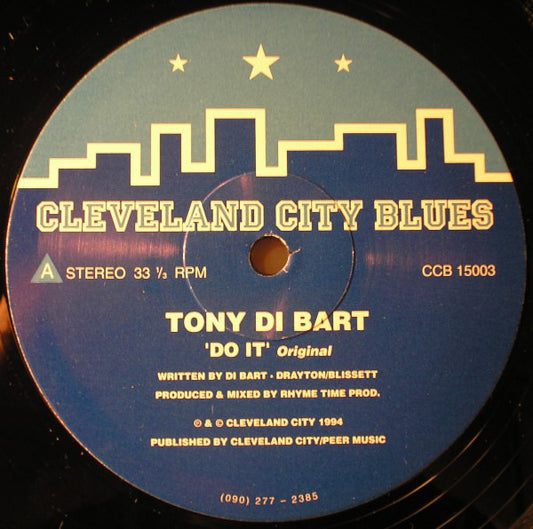 CLEVELAND CITY BLUES
A STEREO 33 ⅓ RPM
CCB 15003
TONY DI BART
'DO IT' Original
WRITTEN BY DI BART - DRAYTON/BLISSETT
PRODUCED & MIXED BY RHYME TIME PROD.
℗ & © CLEVELAND CITY 1994
PUBLISHED BY CLEVELAND CITY/PEER MUSIC
(090) 277 - 2385